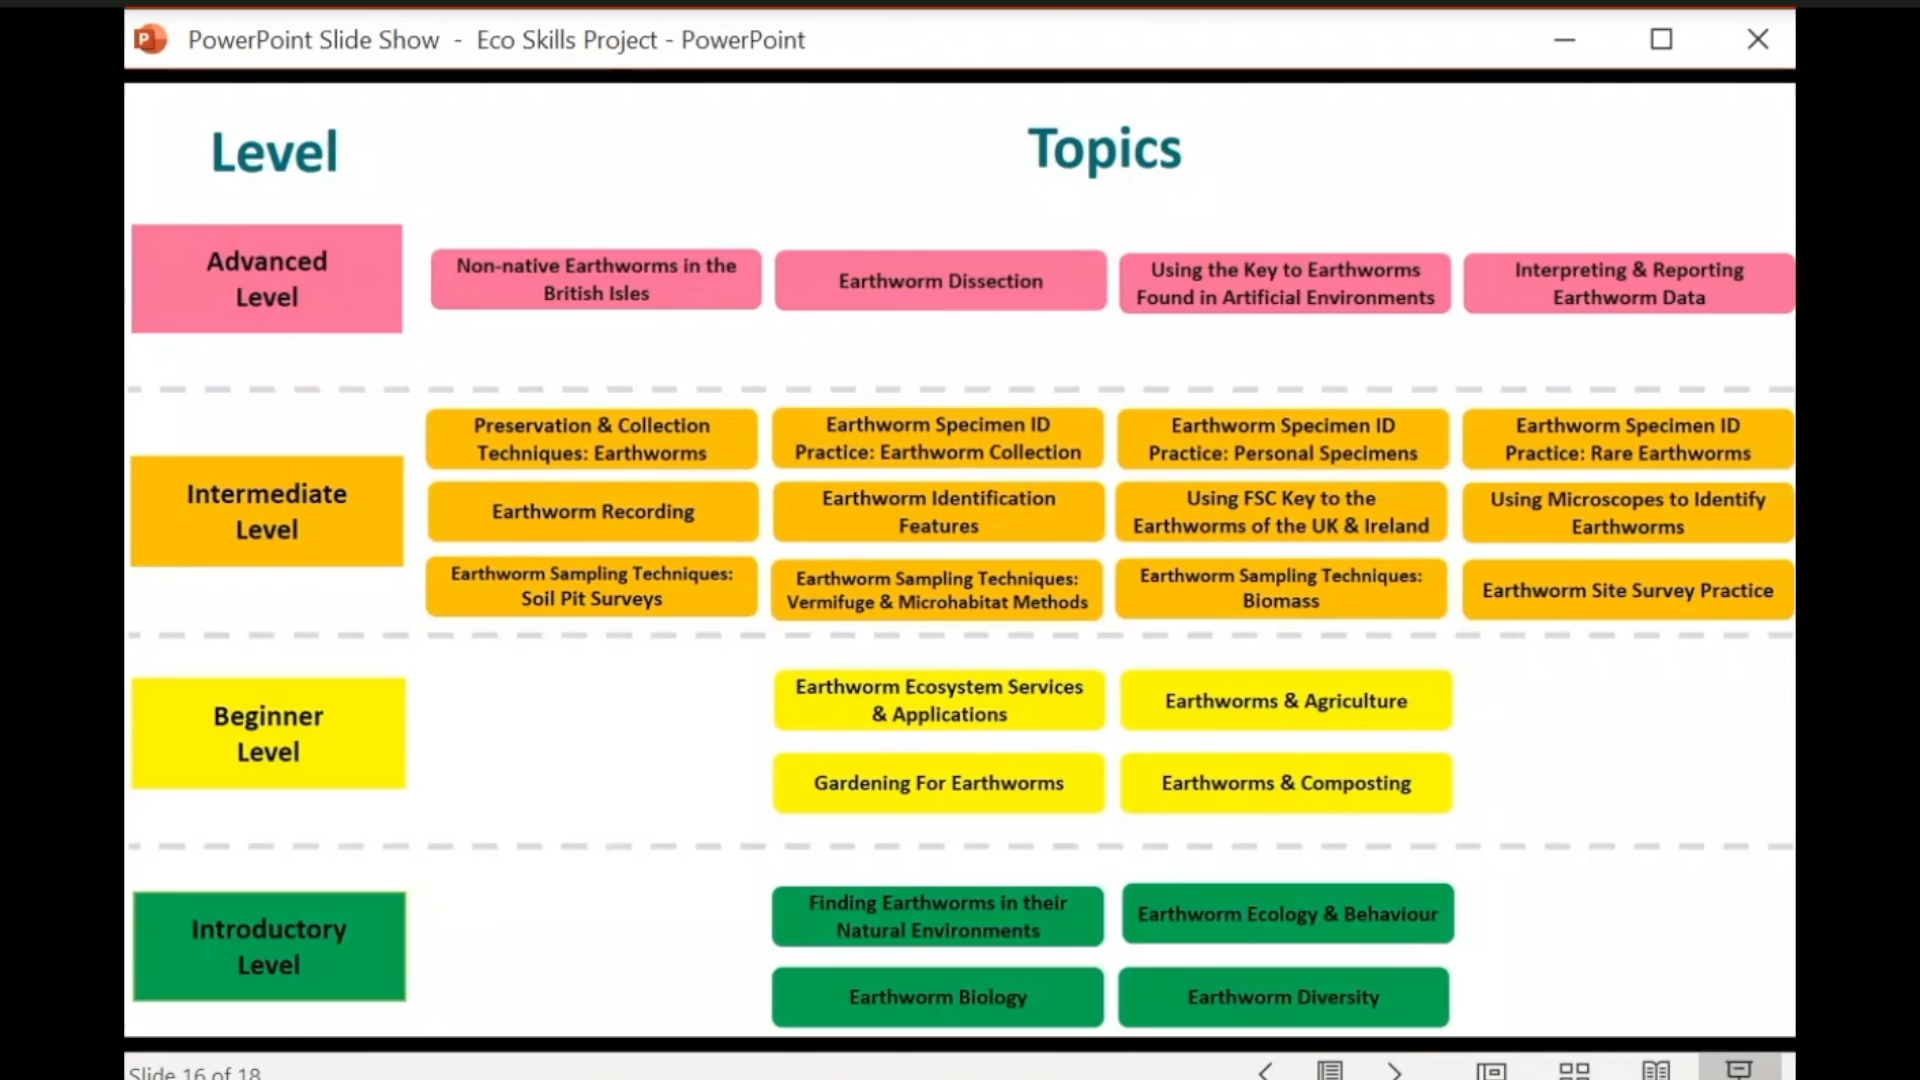 PowerPoint Slide Show - Eco Skills Project - PowerPoint
Level
Topics
Advanced
Level
Non-native Earthworms in the
British Isles
Earthworm Dissection
Using the Key to Earthworms
Found in Artificial Environments
Interpreting & Reporting
Earthworm Data
Intermediate
Level
Preservation & Collection
Techniques: Earthworms
Earthworm Specimen ID
Practice: Earthworm Collection
Earthworm Specimen ID
Practice: Personal Specimens
Earthworm Specimen ID
Practice: Rare Earthworms
Earthworm Recording
Earthworm Identification
Features
Using FSC Key to the
Earthworms of the UK & Ireland
Using Microscopes to Identify
Earthworms
Earthworm Sampling Techniques:
Soil Pit Surveys
Earthworm Sampling Techniques:
Vermifuge & Microhabitat Methods
Earthworm Sampling Techniques:
Biomass
Earthworm Site Survey Practice
Beginner
Level
Earthworm Ecosystem Services
& Applications
Earthworms & Agriculture
Gardening For Earthworms
Earthworms & Composting
Introductory
Level
Finding Earthworms in their
Natural Environments
Earthworm Ecology & Behaviour
Earthworm Biology
Earthworm Diversity
Slide 16 of 18